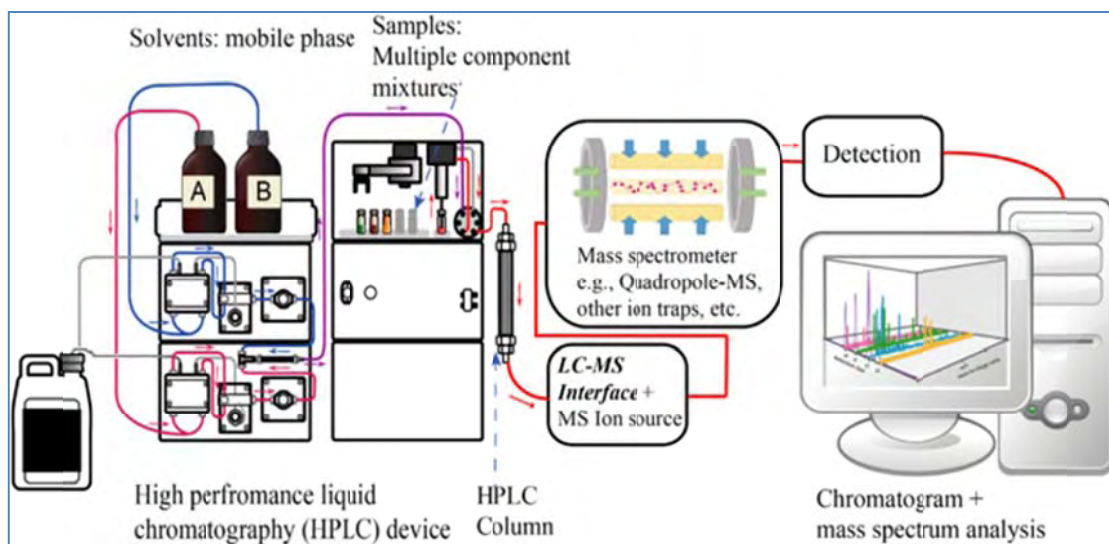 Solvents: mobile phase
Samples:
Multiple component
mixtures
A
B
Mass spectrometer
e.g., Quadropole-MS,
other ion traps, etc.
Detection
LC-MS
Interface +
MS Ion source
High perfromance liquid
chromatography (HPLC) device
HPLC
Column
Chromatogram +
mass spectrum analysis